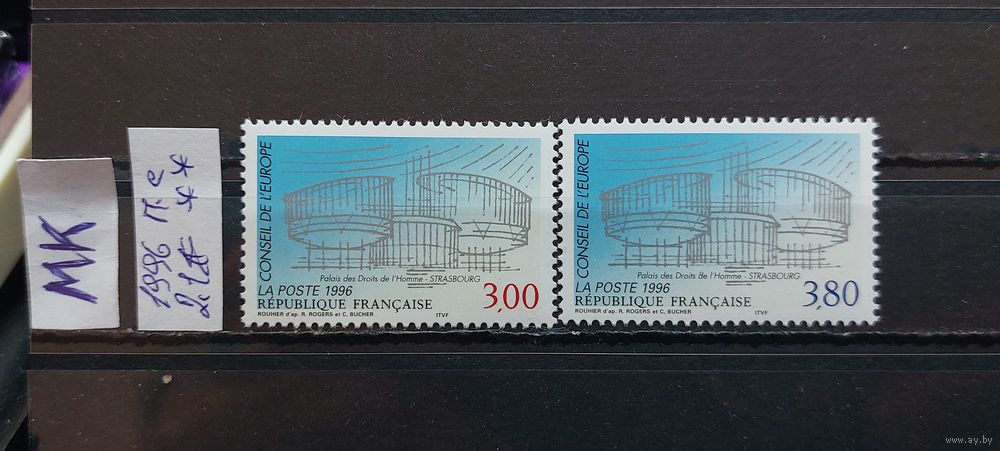 MK
1996 п.с
**
CONSEIL DE L'EUROPE
Palais des Droits de l'Homme - STRASBOURG
LA POSTE 1996
RÉPUBLIQUE FRANÇAISE
3,00
ROUHIER d'ap. R. ROGERS et C. BUCHER
ITVF
CONSEIL DE L'EUROPE
Palais des Droits de l'Homme - STRASBOURG
LA POSTE 1996
RÉPUBLIQUE FRANÇAISE
3,80
ROUHIER d'ap. R. ROGERS et C. BUCHER
ITVF
www.ay.by